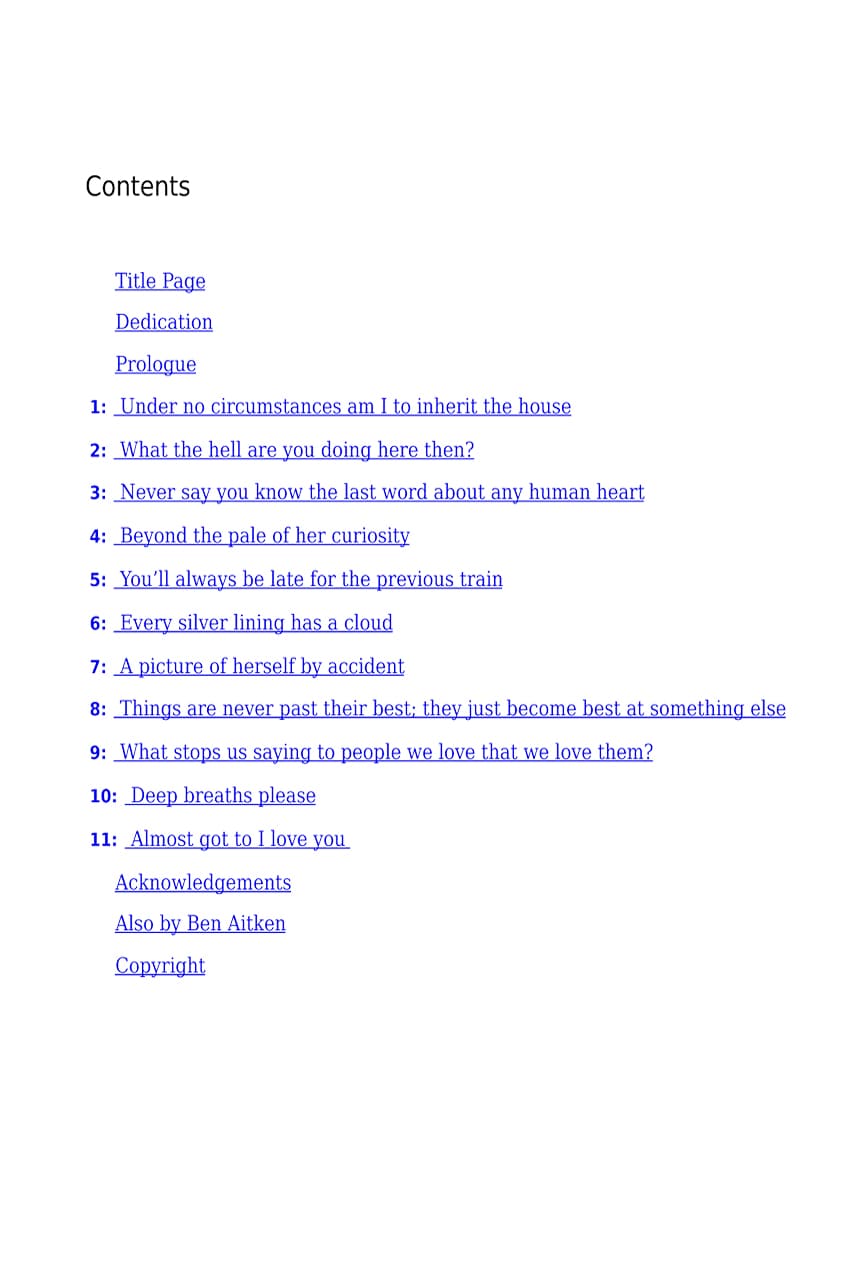 Contents
Title Page
Dedication
Prologue
1: Under no circumstances am I to inherit the house
2: What the hell are you doing here then?
3: Never say you know the last word about any human heart
4: Beyond the pale of her curiosity
5: You’ll always be late for the previous train
6: Every silver lining has a cloud
7: A picture of herself by accident
8: Things are never past their best; they just become best at something else
9: What stops us saying to people we love that we love them?
10: Deep breaths please
11: Almost got to I love you
Acknowledgements
Also by Ben Aitken
Copyright